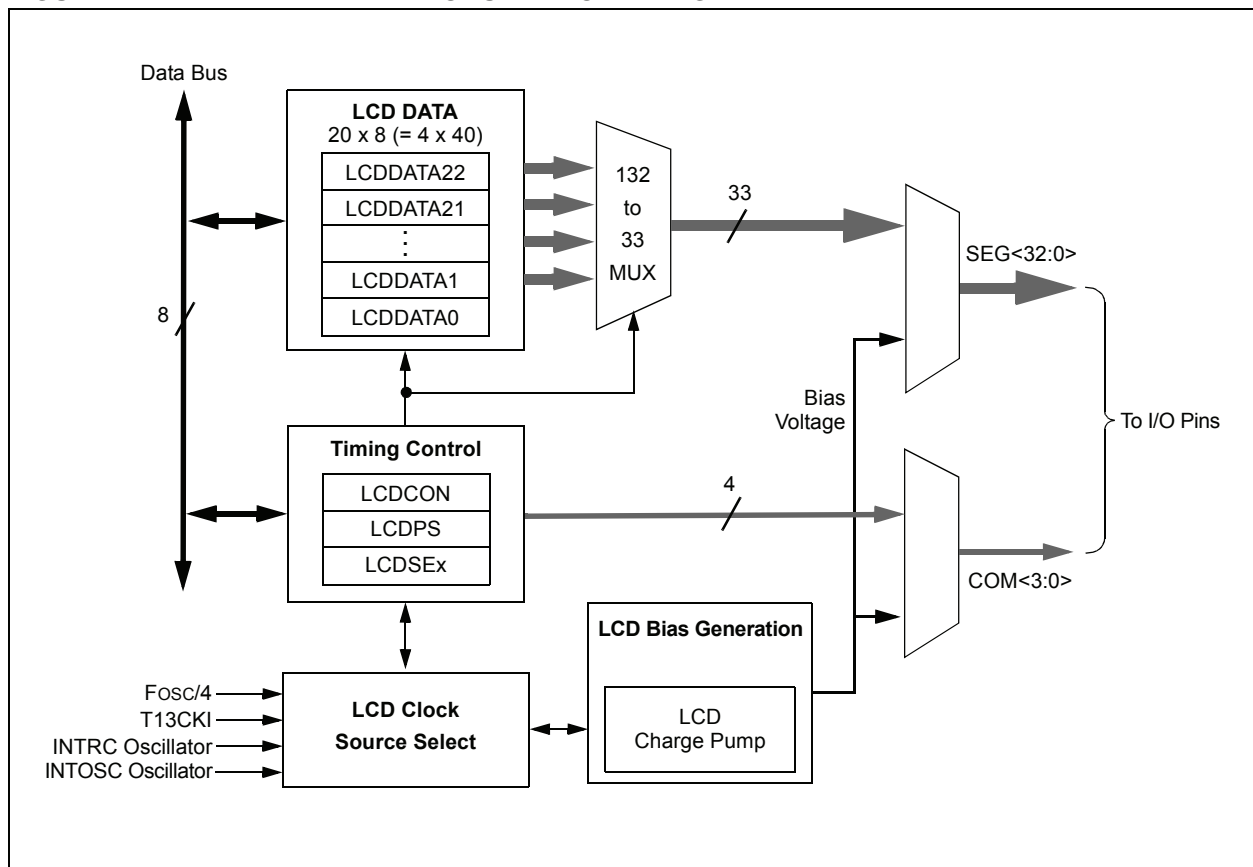 Data Bus
8
LCD DATA
20 x 8 (= 4 x 40)
LCDDATA22
LCDDATA21
⋮
LCDDATA1
LCDDATA0
132
to
33
MUX
33
SEG<32:0>
To I/O Pins
Bias
Voltage
Timing Control
LCDCON
LCDPS
LCDSEx
4
COM<3:0>
LCD Bias Generation
LCD
Charge Pump
LCD Clock
Source Select
FOSC/4
T13CKI
INTRC Oscillator
INTOSC Oscillator